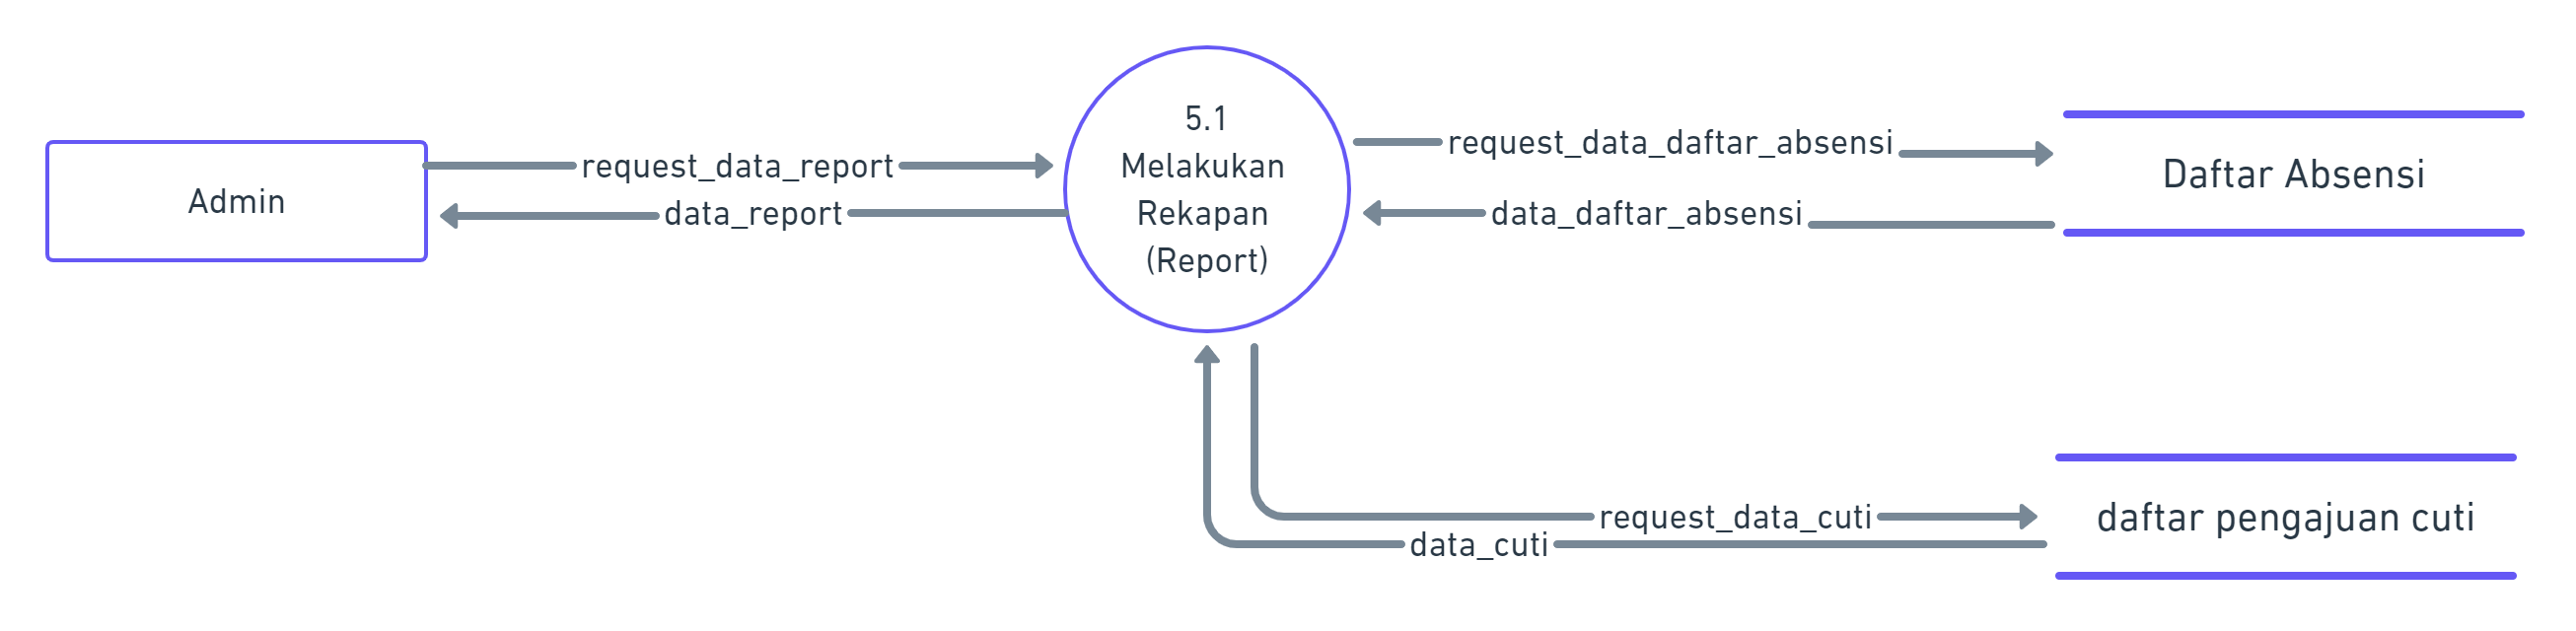 Admin
request_data_report
data_report
5.1
Melakukan
Rekapan
(Report)
request_data_daftar_absensi
data_daftar_absensi
Daftar Absensi
request_data_cuti
data_cuti
daftar pengajuan cuti